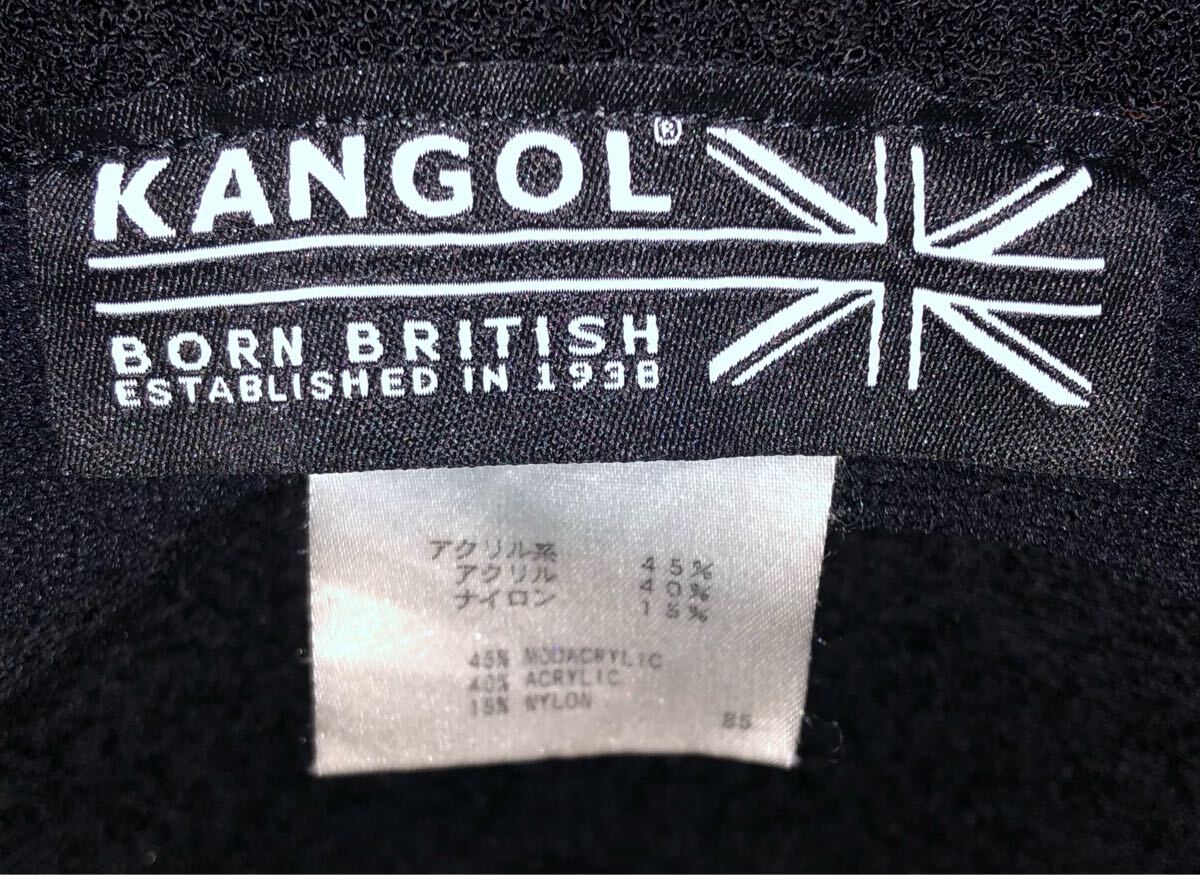 KANGOL®
BORN BRITISH
ESTABLISHED IN 1938
アクリル系 45%
アクリル 40%
ナイロン 15%
45% MODACRYLIC
40% ACRYLIC
15% NYLON
BS